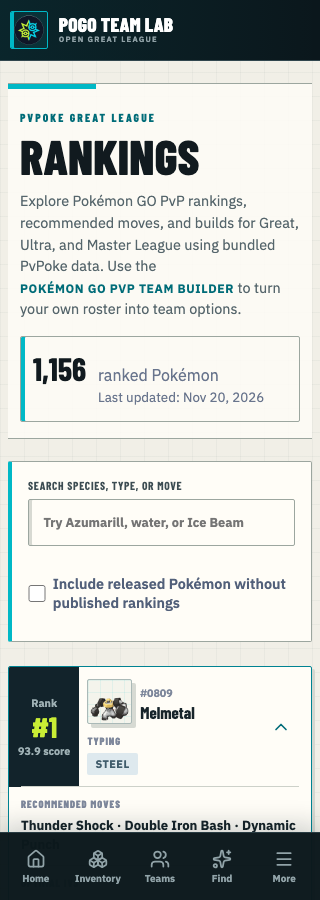 POGO TEAM LAB
OPEN GREAT LEAGUE
PVPOKE GREAT LEAGUE
RANKINGS
Explore Pokémon GO PvP rankings,
recommended moves, and builds for Great,
Ultra, and Master League using bundled
PvPoke data. Use the
POKÉMON GO PVP TEAM BUILDER to turn
your own roster into team options.
1,156 ranked Pokémon
Last updated: Nov 20, 2026
SEARCH SPECIES, TYPE, OR MOVE
Try Azumarill, water, or Ice Beam
Include released Pokémon without
published rankings
Rank
#1
93.9 score
#0809
Melmetal
TYPING
STEEL
RECOMMENDED MOVES
Thunder Shock · Double Iron Bash · Dynamic
Home
Inventory
Teams
Find
More